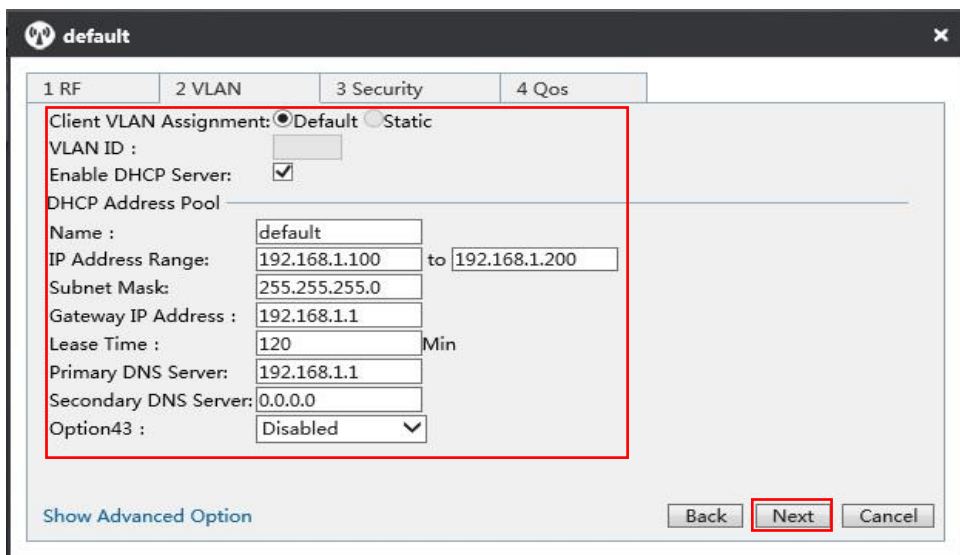 default
1 RF 2 VLAN 3 Security 4 Qos
Client VLAN Assignment: Default Static
VLAN ID :
Enable DHCP Server:
DHCP Address Pool
Name : default
IP Address Range: 192.168.1.100 to 192.168.1.200
Subnet Mask: 255.255.255.0
Gateway IP Address : 192.168.1.1
Lease Time : 120 Min
Primary DNS Server: 192.168.1.1
Secondary DNS Server: 0.0.0.0
Option43 : Disabled
Show Advanced Option Back Next Cancel